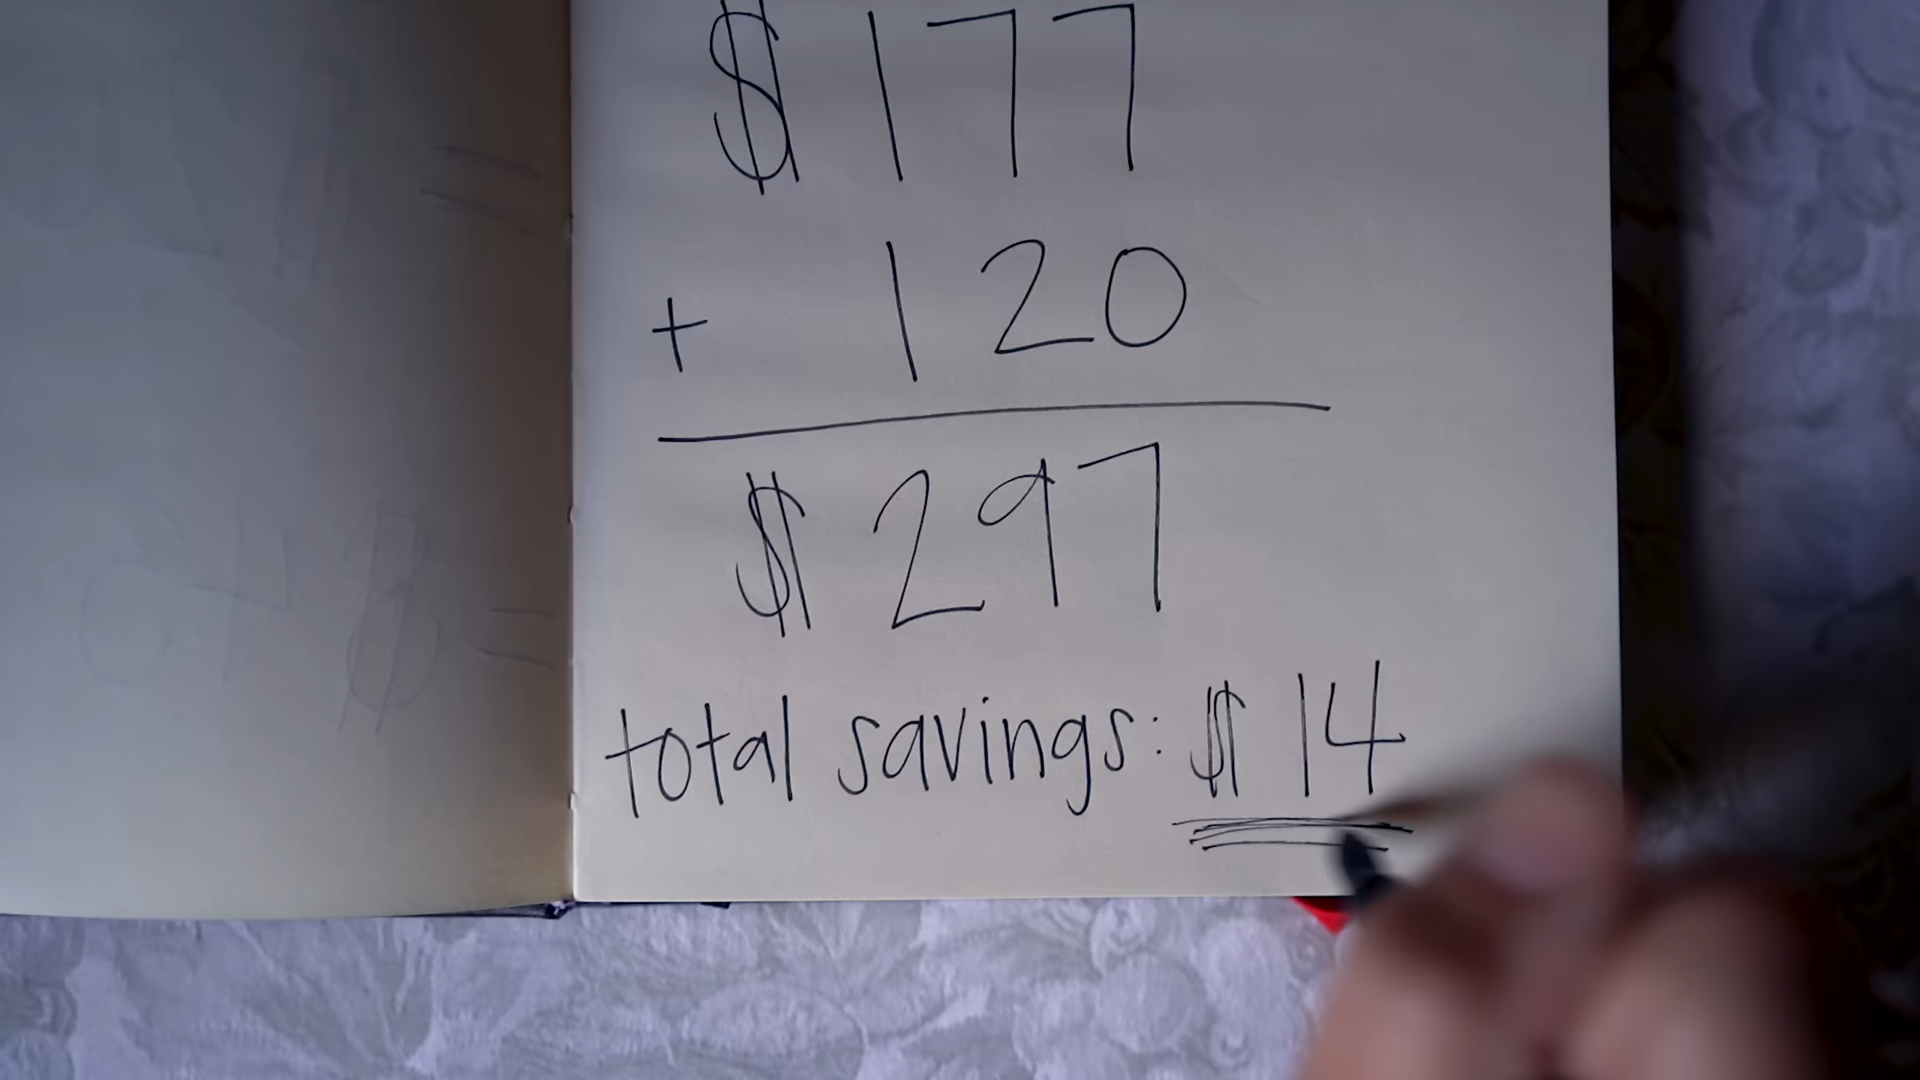 $ 177
+ 120
$ 297
total savings: $ 14